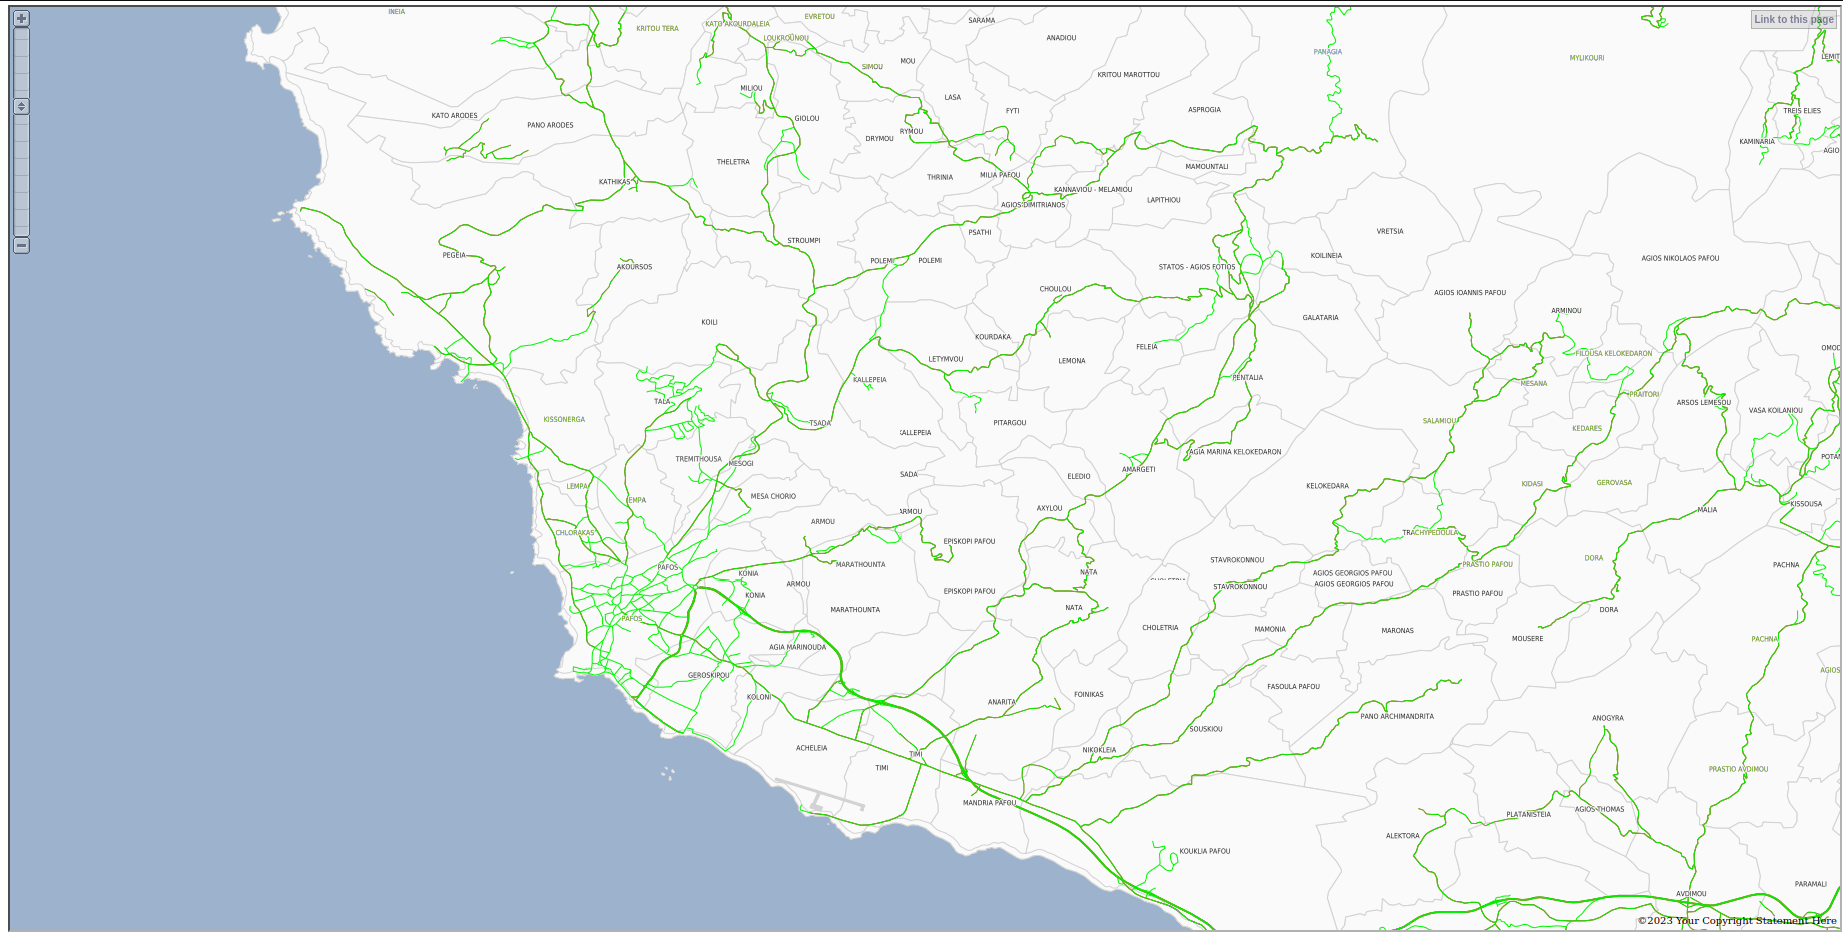 INEIA
EVRETOU
SARAMA
Link to this page
KRITOU TERA
KATO AKOURDALEIA
LOUKROUNOU
ANADIOU
PANAGIA
MYLIKOURI
MOU
SIMOU
KRITOU MAROTTOU
MILIOU
LASA
FYTI
ASPROGIA
TREIS ELIES
KATO ARODES
PANO ARODES
GIOLOU
RYMOU
DRYMOU
KAMINARIA
AGIO
THELETRA
MAMOUNTALI
KATHIKAS
THRINIA
MILIA PAFOU
KANNAVIOU - MELAMIOU
LAPITHIOU
AGIOS DIMITRIANOS
PSATHI
VRETSIA
STROUMPI
PEGEIA
KOILINEIA
AGIOS NIKOLAOS PAFOU
AKOURSOS
POLEMI
POLEMI
STATOS - AGIOS FOTIOS
CHOULOU
AGIOS IOANNIS PAFOU
ARMINOU
KOILI
GALATARIA
KOURDAKA
FELEIA
OMOD
LETYMVOU
LEMONA
FILOUSA KELOKEDARON
KALLEPEIA
PENTALIA
MESANA
PRAITORI
TALA
ARSOS LEMESOU
VASA KOILANIOU
KISSONERGA
TSADA
PITARGOU
SALAMIOU
KEDARES
KALLEPEIA
AGIA MARINA KELOKEDARON
TREMITHOUSA
MESOGI
POTAM
AMARGETI
SADA
ELEDIO
LEMPA
KELOKEDARA
KIDASI
GEROVASA
EMPA
MESA CHORIO
KISSOUSA
ARMOU
AXYLOU
MALIA
ARMOU
CHLORAKAS
TRACHYPEDOULA
EPISKOPI PAFOU
DORA
STAVROKONNOU
MARATHOUNTA
PRASTIO PAFOU
PACHNA
PAFOS
KONIA
NATA
AGIOS GEORGIOS PAFOU
CHOLETRIA
ARMOU
AGIOS GEORGIOS PAFOU
STAVROKONNOU
EPISKOPI PAFOU
KONIA
PRASTIO PAFOU
MARATHOUNTA
NATA
DORA
PAFOS
CHOLETRIA
MAMONIA
MARONAS
MOUSERE
PACHNA
AGIA MARINOUDA
AGIOS
GEROSKIPOU
FASOULA PAFOU
KOLONI
FOINIKAS
ANARITA
PANO ARCHIMANDRITA
ANOGYRA
SOUSKIOU
ACHELEIA
NIKOKLEIA
TIMI
TIMI
PRASTIO AVDIMOU
MANDRIA PAFOU
AGIOS THOMAS
PLATANISTEIA
ALEKTORA
KOUKLIA PAFOU
PARAMALI
AVDIMOU
©2023 Your Copyright Statement Here